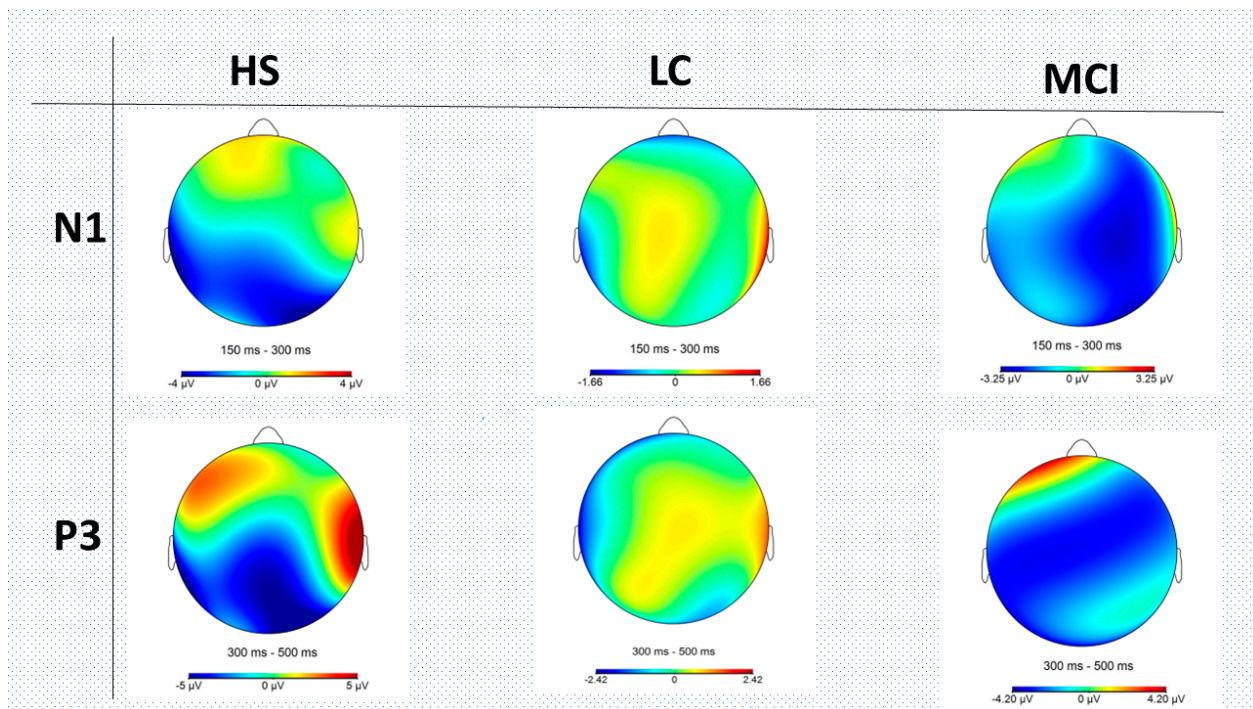 HS LC MCI
N1
150 ms - 300 ms 150 ms - 300 ms 150 ms - 300 ms
-4 µV 0 µV 4 µV -1.66 0 1.66 -3.25 µV 0 µV 3.25 µV
P3
300 ms - 500 ms 300 ms - 500 ms 300 ms - 500 ms
-5 µV 0 µV 5 µV -2.42 0 2.42 -4.20 µV 0 µV 4.20 µV